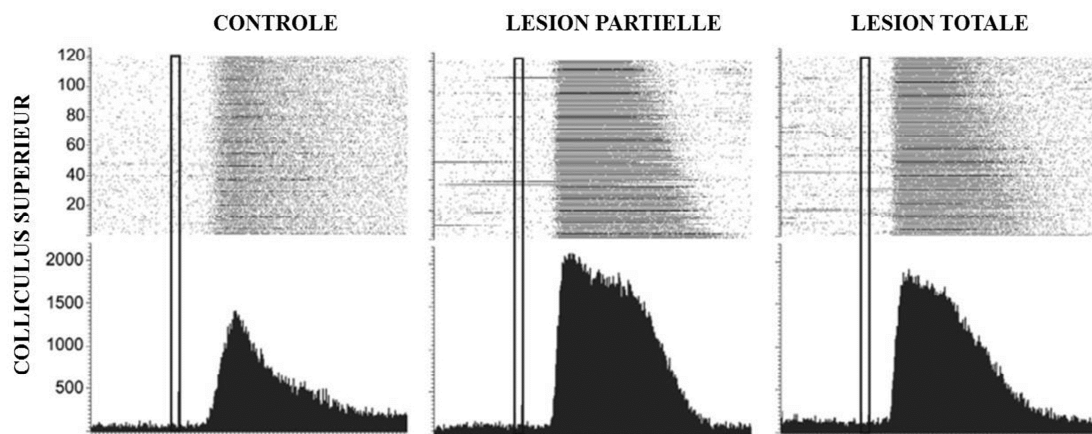 CONTROLE
LESION PARTIELLE
LESION TOTALE
COLLICULUS SUPERIEUR
120
100
80
60
40
20
2000
1500
1000
500